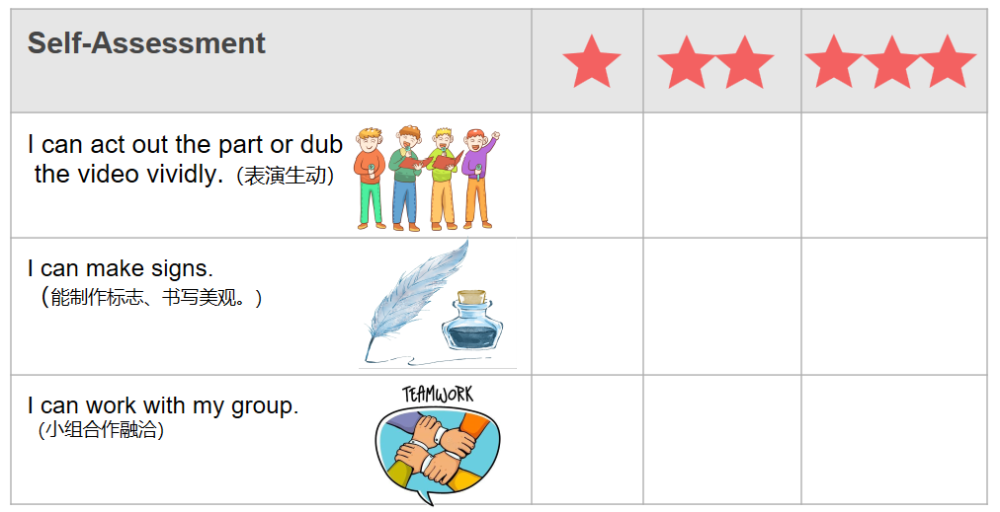 Self-Assessment
I can act out the part or dub
the video vividly.（表演生动）
I can make signs.
（能制作标志、书写美观。）
TEAMWORK
I can work with my group.
（小组合作融洽）